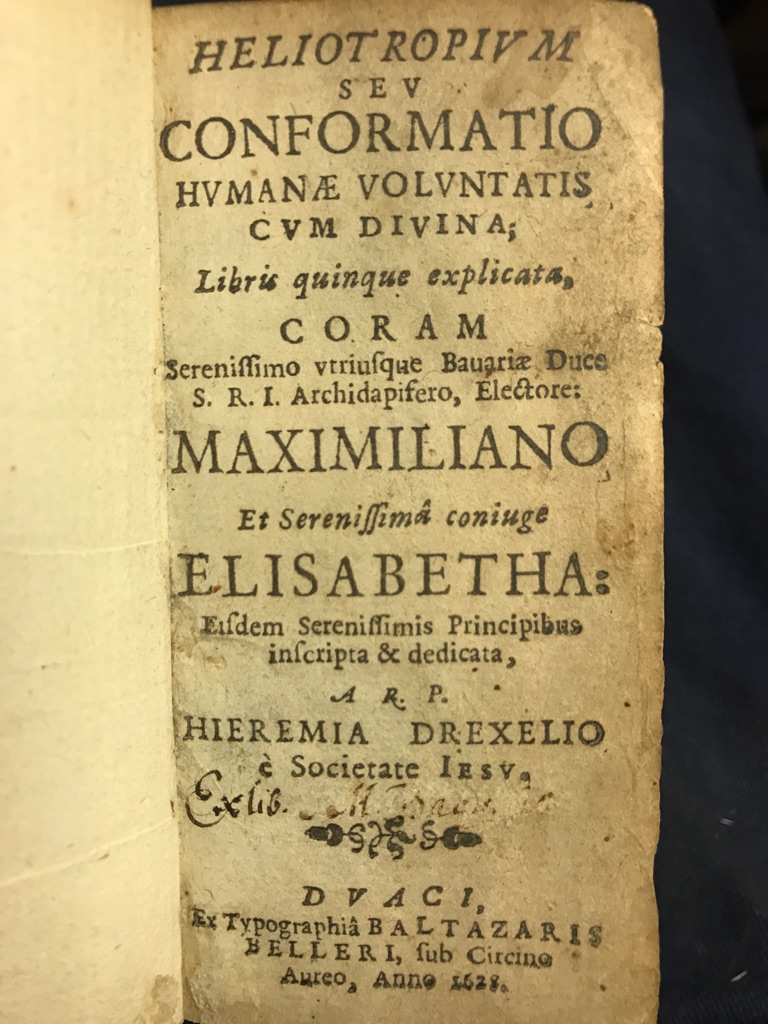 HELIOTROPIVM
SEV
CONFORMATIO
HVMANÆ VOLVNTATIS
CVM DIVINA;
Libris quinque explicata,
CORAM
Sereniſſimo vtriuſque Bauariæ Duce
S. R. I. Archidapifero, Electore:
MAXIMILIANO
Et Sereniſſimâ coniuge
ELISABETHA:
Eiſdem Sereniſſimis Principibus
inſcripta & dedicata,
A R. P.
HIEREMIA DREXELIO
è Societate IESV.
Ex lib. M.
DVACI,
Ex Typographiâ BALTAZARIS
BELLERI, ſub Circino
Aureo, Anno 1628.